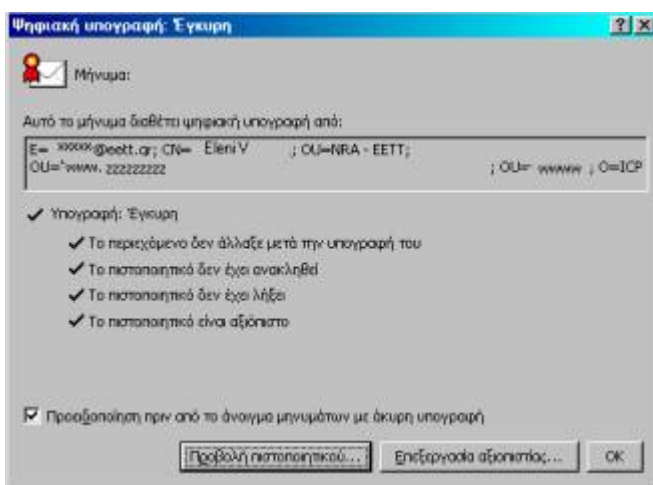 Ψηφιακή υπογραφή: Έγκυρη
Μήνυμα:
Αυτό το μήνυμα διαθέτει ψηφιακή υπογραφή από:
E= xxxxx@eett.gr; CN= Eleni V ; OU=NRA - EETT;
OU="www. zzzzzzzzz ; OU= wwww ; O=ICP
Υπογραφή: Έγκυρη
Το περιεχόμενο δεν άλλαξε μετά την υπογραφή του
Το πιστοποιητικό δεν έχει ανακληθεί
Το πιστοποιητικό δεν έχει λήξει
Το πιστοποιητικό είναι αξιόπιστο
Προειδοποίηση πριν από το άνοιγμα μηνυμάτων με άκυρη υπογραφή
Προβολή πιστοποιητικού... Επεξεργασία αξιοπιστίας... OK